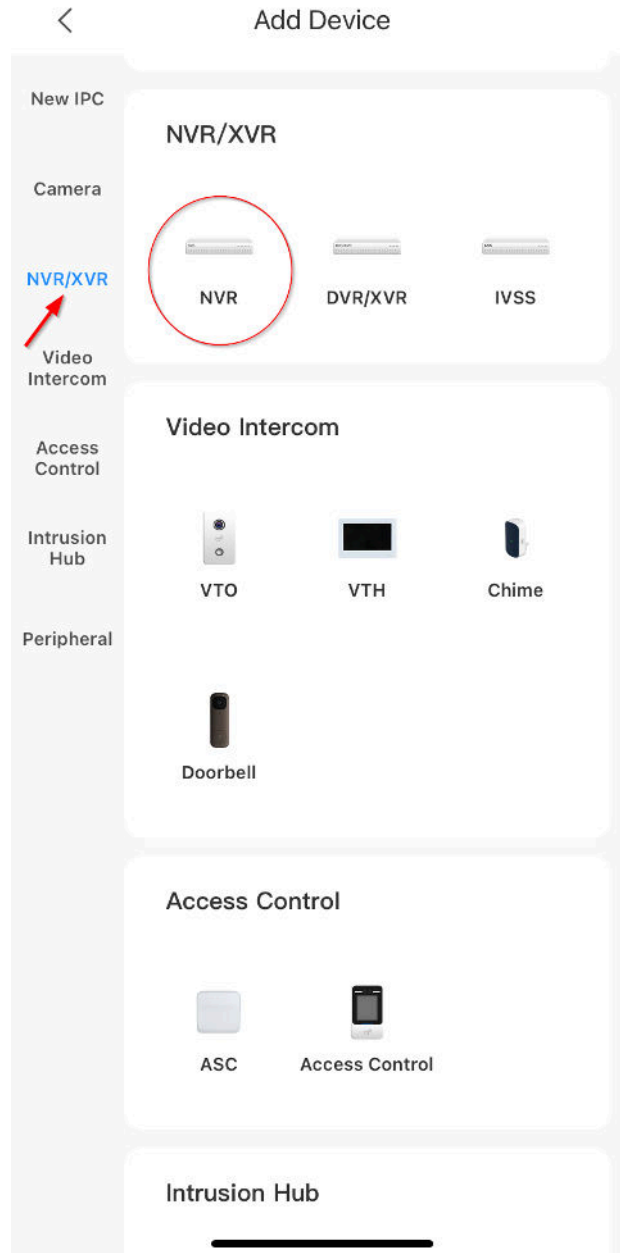 Add Device
New IPC
Camera
NVR/XVR
Video
Intercom
Access
Control
Intrusion
Hub
Peripheral
NVR/XVR
NVR
DVR/XVR
IVSS
Video Intercom
VTO
VTH
Chime
Doorbell
Access Control
ASC
Access Control
Intrusion Hub